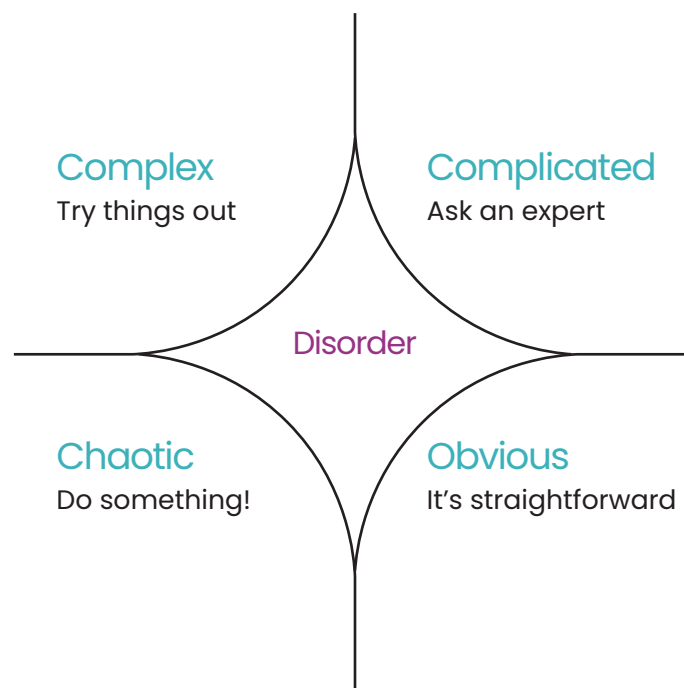 Complex
Try things out
Complicated
Ask an expert
Disorder
Chaotic
Do something!
Obvious
It’s straightforward